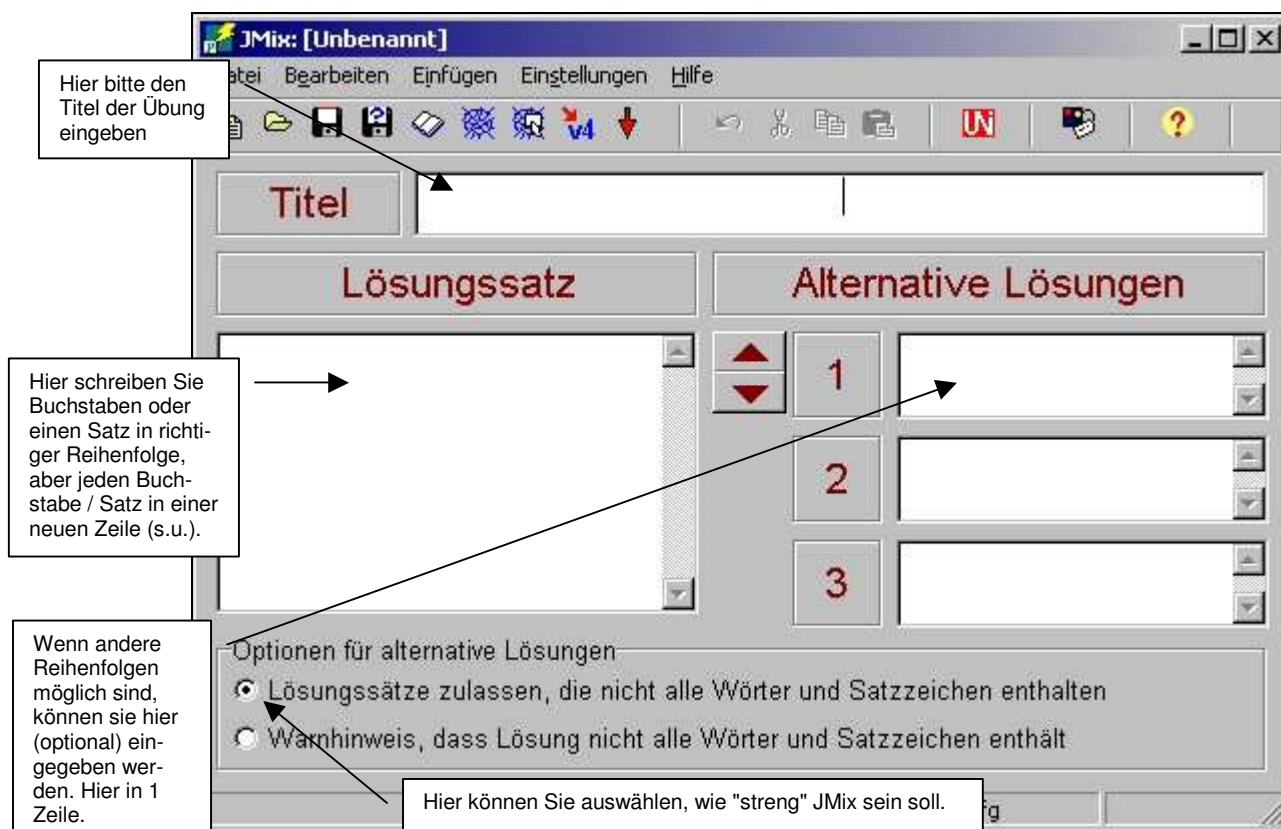 JMix: [Unbenannt]
Hier bitte den
Titel der Übung
eingeben
Bearbeiten Einfügen Einstellungen Hilfe
V4
UN
?
Titel
Lösungssatz
Alternative Lösungen
Hier schreiben Sie
Buchstaben oder
einen Satz in richti-
ger Reihenfolge,
aber jeden Buch-
stabe / Satz in einer
neuen Zeile (s.u.).
1
2
3
Wenn andere
Reihenfolgen
möglich sind,
können sie hier
(optional) ein-
gegeben wer-
den. Hier in 1
Zeile.
Optionen für alternative Lösungen
Lösungssätze zulassen, die nicht alle Wörter und Satzzeichen enthalten
Warnhinweis, dass Lösung nicht alle Wörter und Satzzeichen enthält
Hier können Sie auswählen, wie "streng" JMix sein soll.